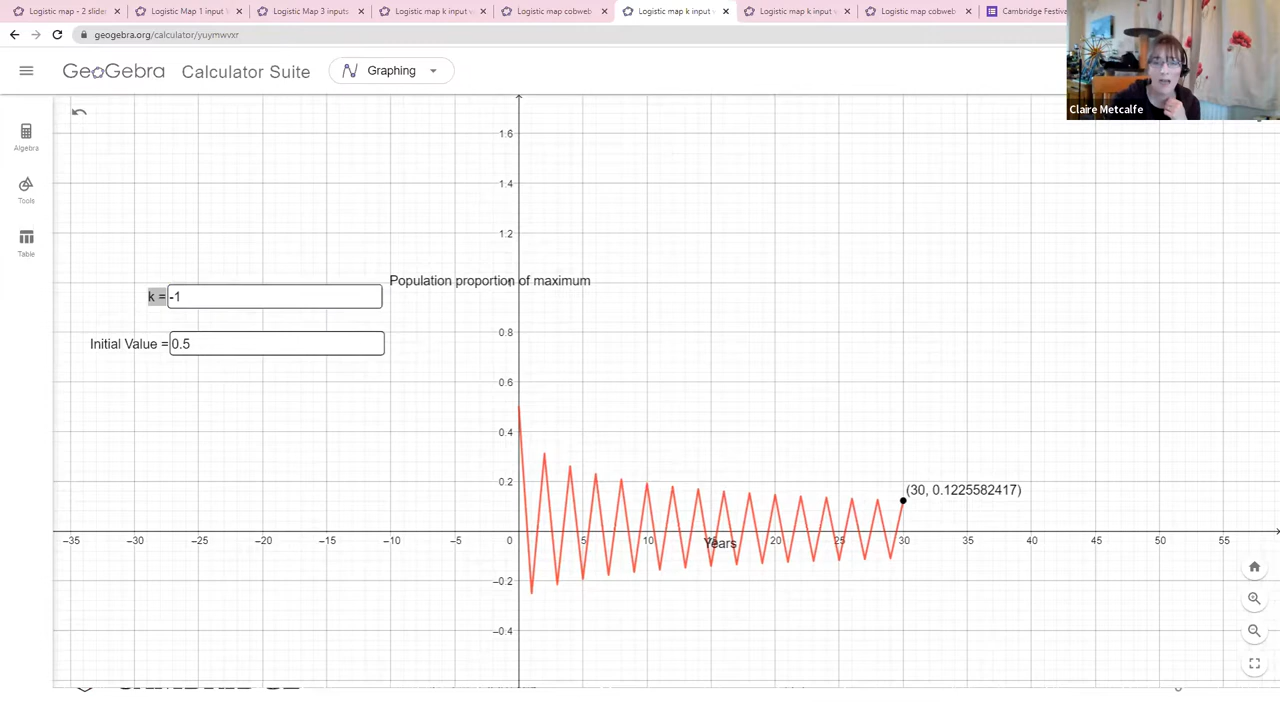 Logistic map - 2 slider
Logistic Map 1 input
Logistic Map 3 inputs
Logistic map k input v
Logistic map cobweb
Logistic map k input v
Logistic map k input v
Logistic map cobweb
Cambridge Festiva
geogebra.org/calculator/yuymwvxr
GeoGebra Calculator Suite Graphing
Claire Metcalfe
Algebra
Tools
Table
k = -1
Initial Value = 0.5
Population proportion of maximum
1.6
1.4
1.2
1
0.8
0.6
0.4
0.2
(30, 0.1225582417)
–35 –30 –25 –20 –15 –10 –5 0 5 10 15 20 25 30 35 40 45 50 55
Years
–0.2
–0.4